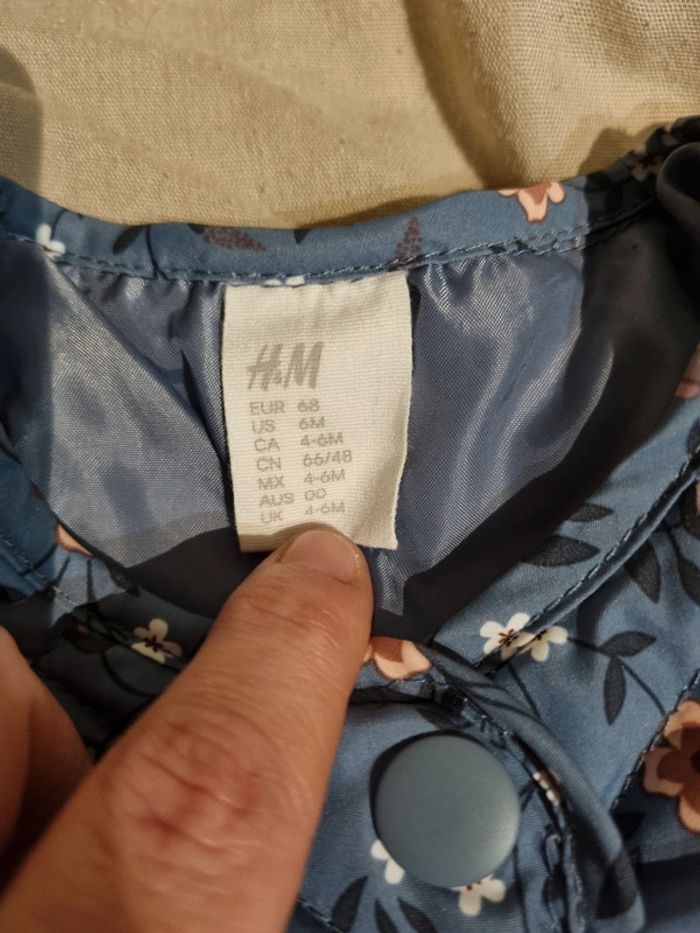 H&M
EUR 68
US 6M
CA 4-6M
CN 66/48
MX 4-6M
AUS 00
UK 4-6M